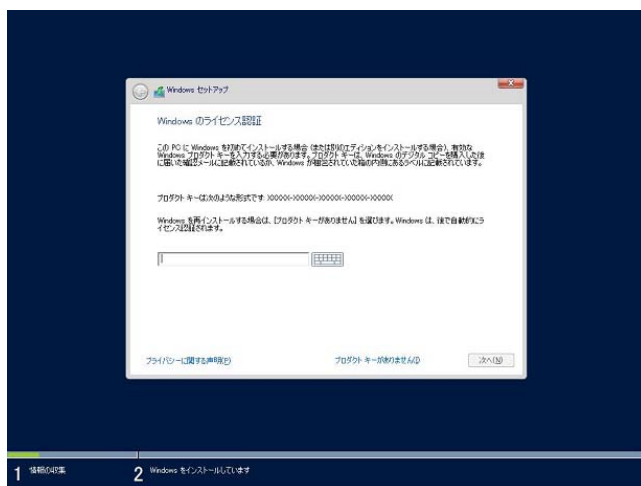 Windows セットアップ
Windows のライセンス認証
この PC に Windows を初めてインストールする場合 (または別のエディションをインストールする場合)、有効な
Windows プロダクト キーを入力する必要があります。プロダクト キーは、Windows のデジタル コピーを購入した後
に届いた確認メールに記載されているか、Windows が梱包されていた箱の内側にあるラベルに記載されています。
プロダクト キーは次のような形式です XXXXX-XXXXX-XXXXX-XXXXX-XXXXX
Windows を再インストールする場合は、[プロダクト キーがありません] を選びます。Windows は、後で自動的にラ
イセンス認証されます。
プライバシーに関する声明(P)
プロダクト キーがありません(I)
次へ(N)
1 情報の収集
2 Windows をインストールしています